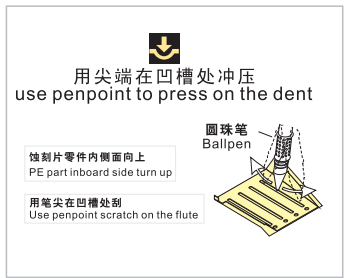 用尖端在凹槽处冲压
use penpoint to press on the dent
圆珠笔
Ballpen
蚀刻片零件内侧面向上
PE part inboard side turn up
用笔尖在凹槽处刮
Use penpoint scratch on the flute